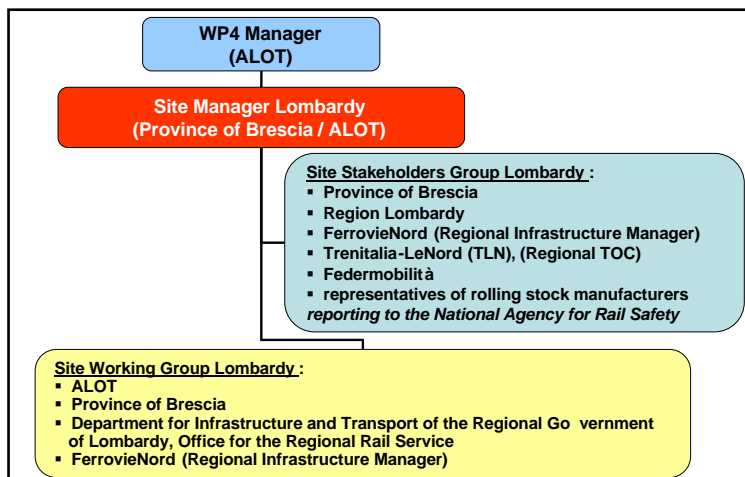 WP4 Manager
(ALOT)
Site Manager Lombardy
(Province of Brescia / ALOT)
Site Stakeholders Group Lombardy :
▪ Province of Brescia
▪ Region Lombardy
▪ FerrovieNord (Regional Infrastructure Manager)
▪ Trenitalia-LeNord (TLN), (Regional TOC)
▪ Federmobilità
▪ representatives of rolling stock manufacturers
reporting to the National Agency for Rail Safety
Site Working Group Lombardy :
▪ ALOT
▪ Province of Brescia
▪ Department for Infrastructure and Transport of the Regional Go vernment
of Lombardy, Office for the Regional Rail Service
▪ FerrovieNord (Regional Infrastructure Manager)